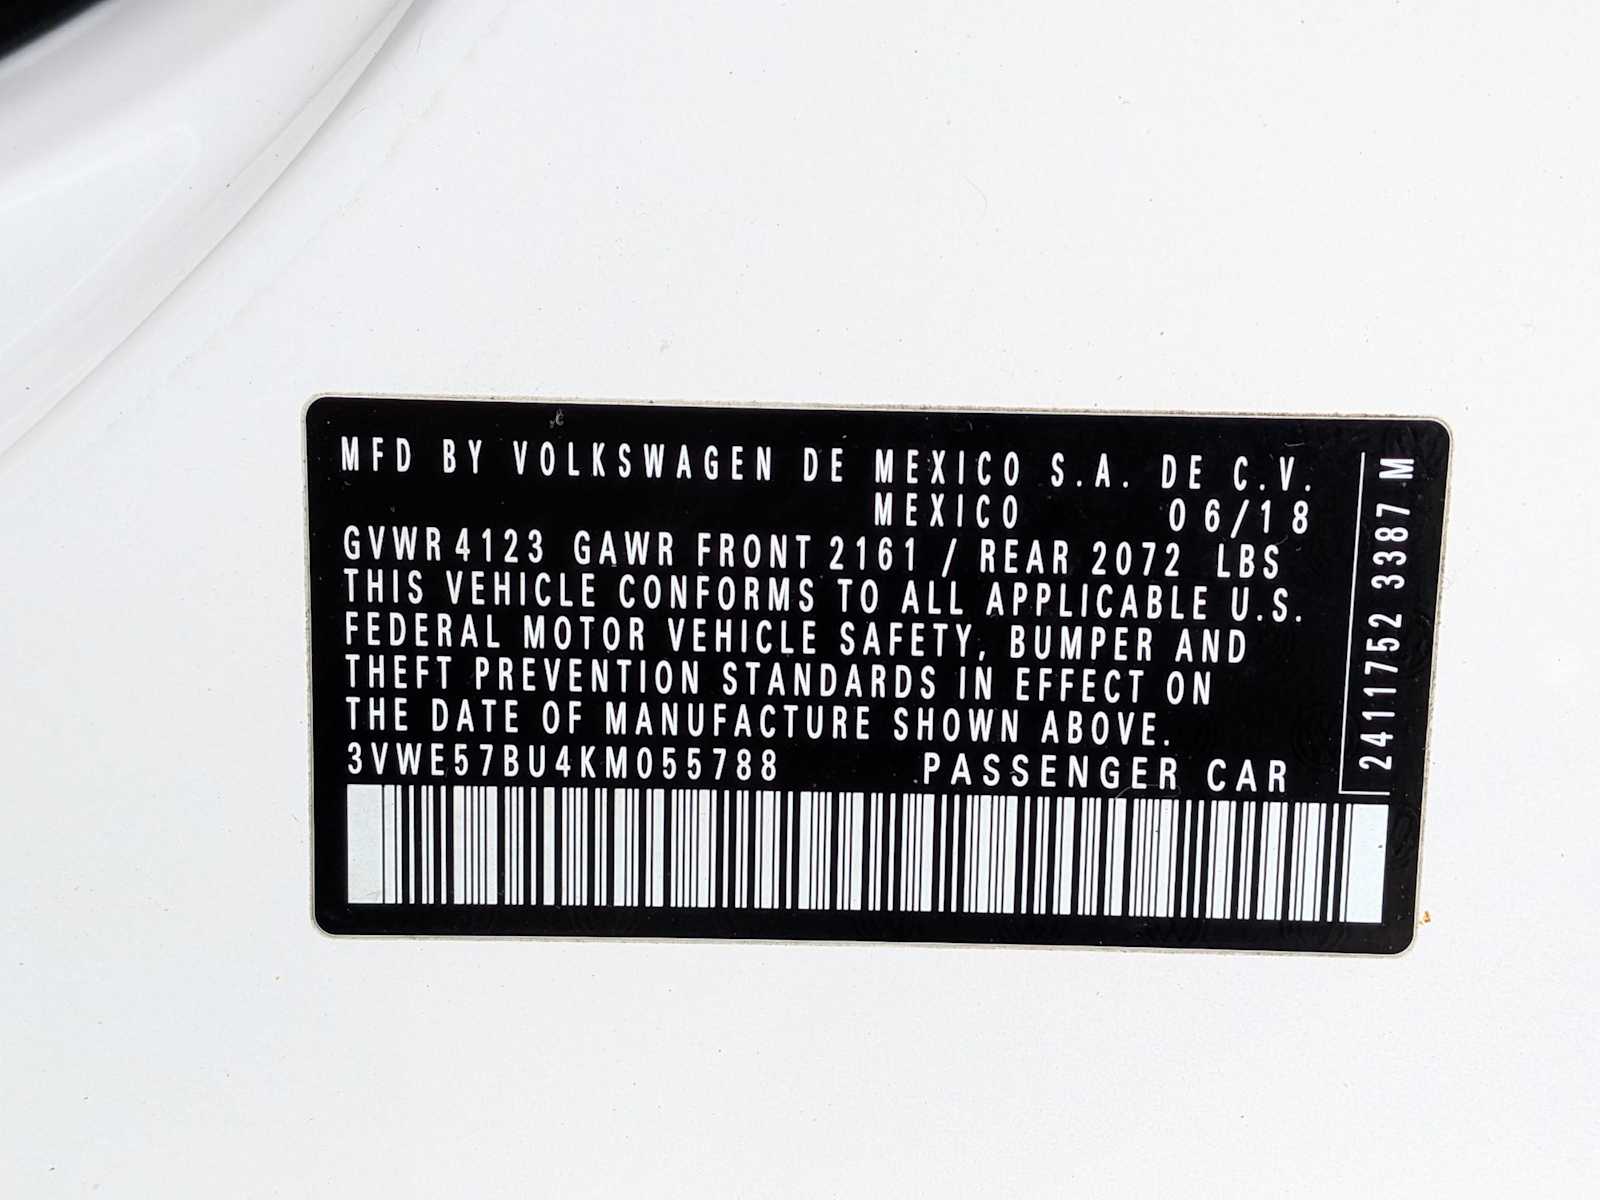 MFD BY VOLKSWAGEN DE MEXICO S.A. DE C.V.
MEXICO 06/18
GVWR 4123 GAWR FRONT 2161 / REAR 2072 LBS
THIS VEHICLE CONFORMS TO ALL APPLICABLE U.S.
FEDERAL MOTOR VEHICLE SAFETY, BUMPER AND
THEFT PREVENTION STANDARDS IN EFFECT ON
THE DATE OF MANUFACTURE SHOWN ABOVE.
3VWE57BU4KM055788 PASSENGER CAR
2411752 3387 M